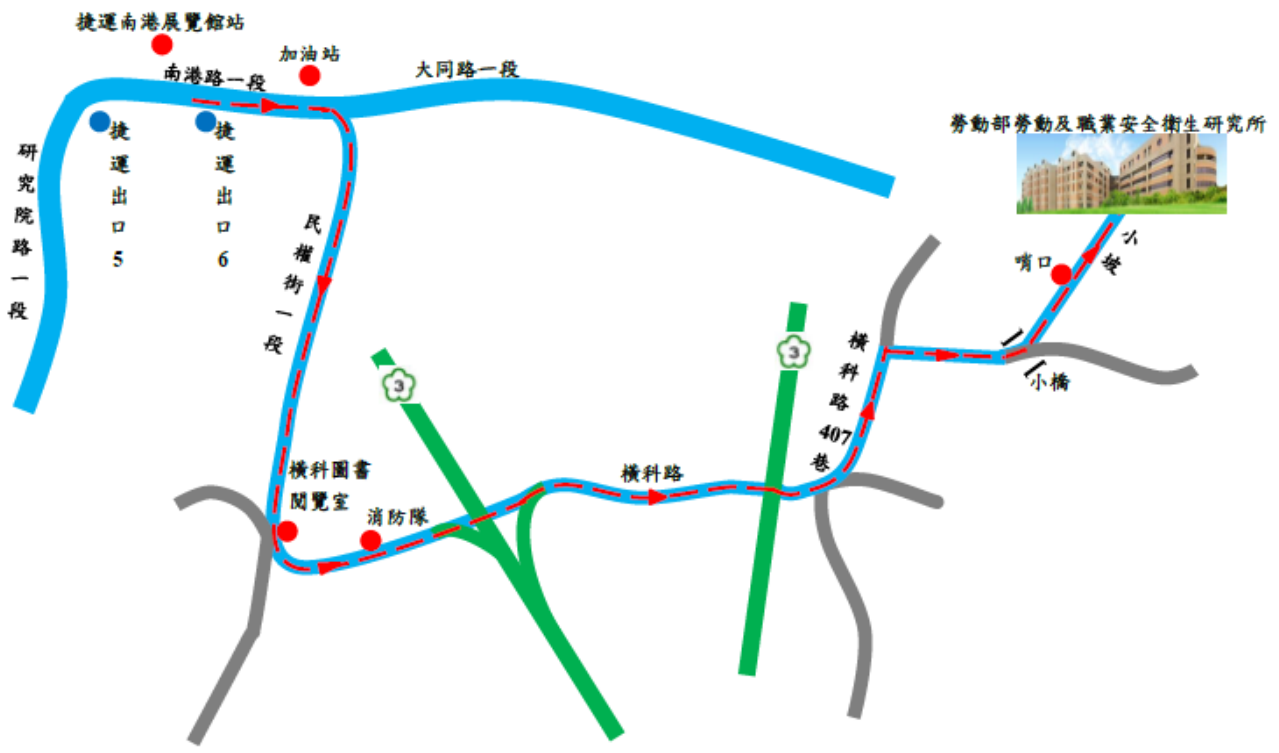 捷運南港展覽館站
加油站
南港路一段
大同路一段
勞動部勞動及職業安全衛生研究所
捷運出口5
捷運出口6
研究院路一段
民權街一段
小坡
哨口
3
3
橫科路407巷
小橋
橫科圖書
閱覽室
消防隊
橫科路